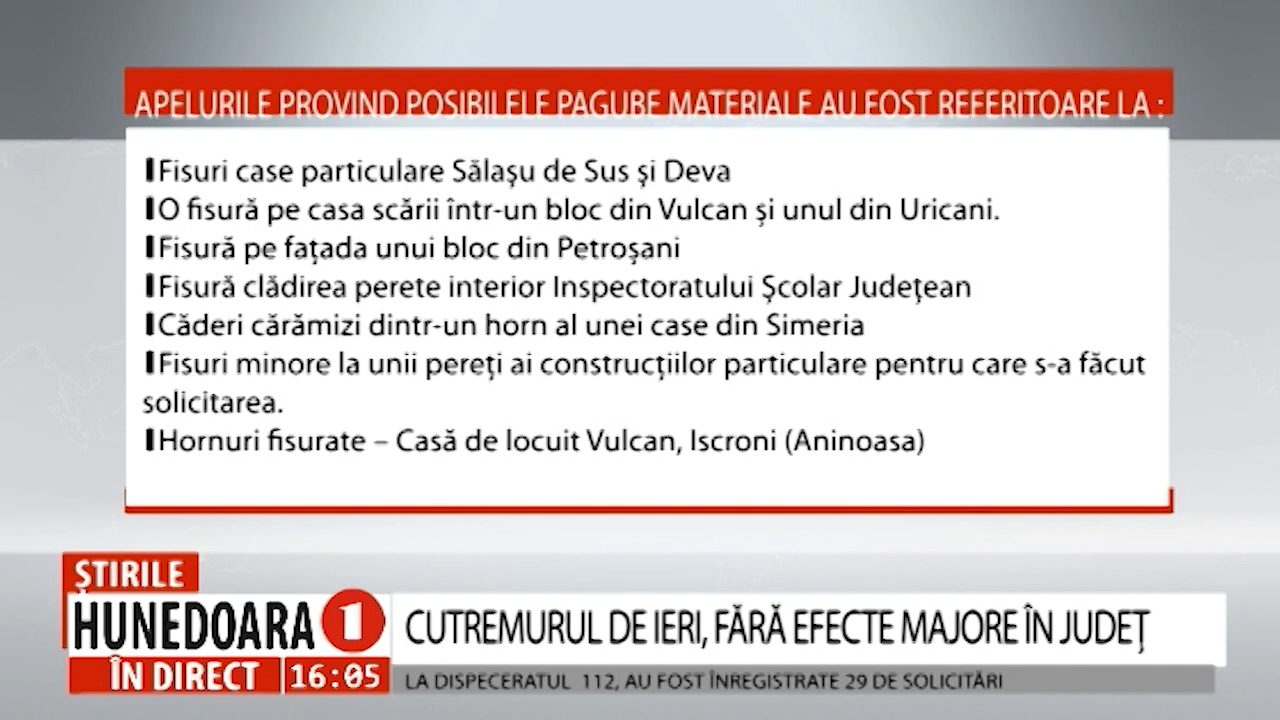 APELURILE PROVIND POSIBILELE PAGUBE MATERIALE AU FOST REFERITOARE LA :
Fisuri case particulare Sălașu de Sus și Deva
O fisură pe casa scării într-un bloc din Vulcan și unul din Uricani.
Fisură pe fațada unui bloc din Petroșani
Fisură clădirea perete interior Inspectoratului Școlar Județean
Căderi cărămizi dintr-un horn al unei case din Simeria
Fisuri minore la unii pereți ai construcțiilor particulare pentru care s-a făcut
solicitarea.
Hornuri fisurate – Casă de locuit Vulcan, Iscroni (Aninoasa)
ȘTIRILE
HUNEDOARA 1
CUTREMURUL DE IERI, FĂRĂ EFECTE MAJORE ÎN JUDEȚ
ÎN DIRECT 16:05
LA DISPECERATUL 112, AU FOST ÎNREGISTRATE 29 DE SOLICITĂRI